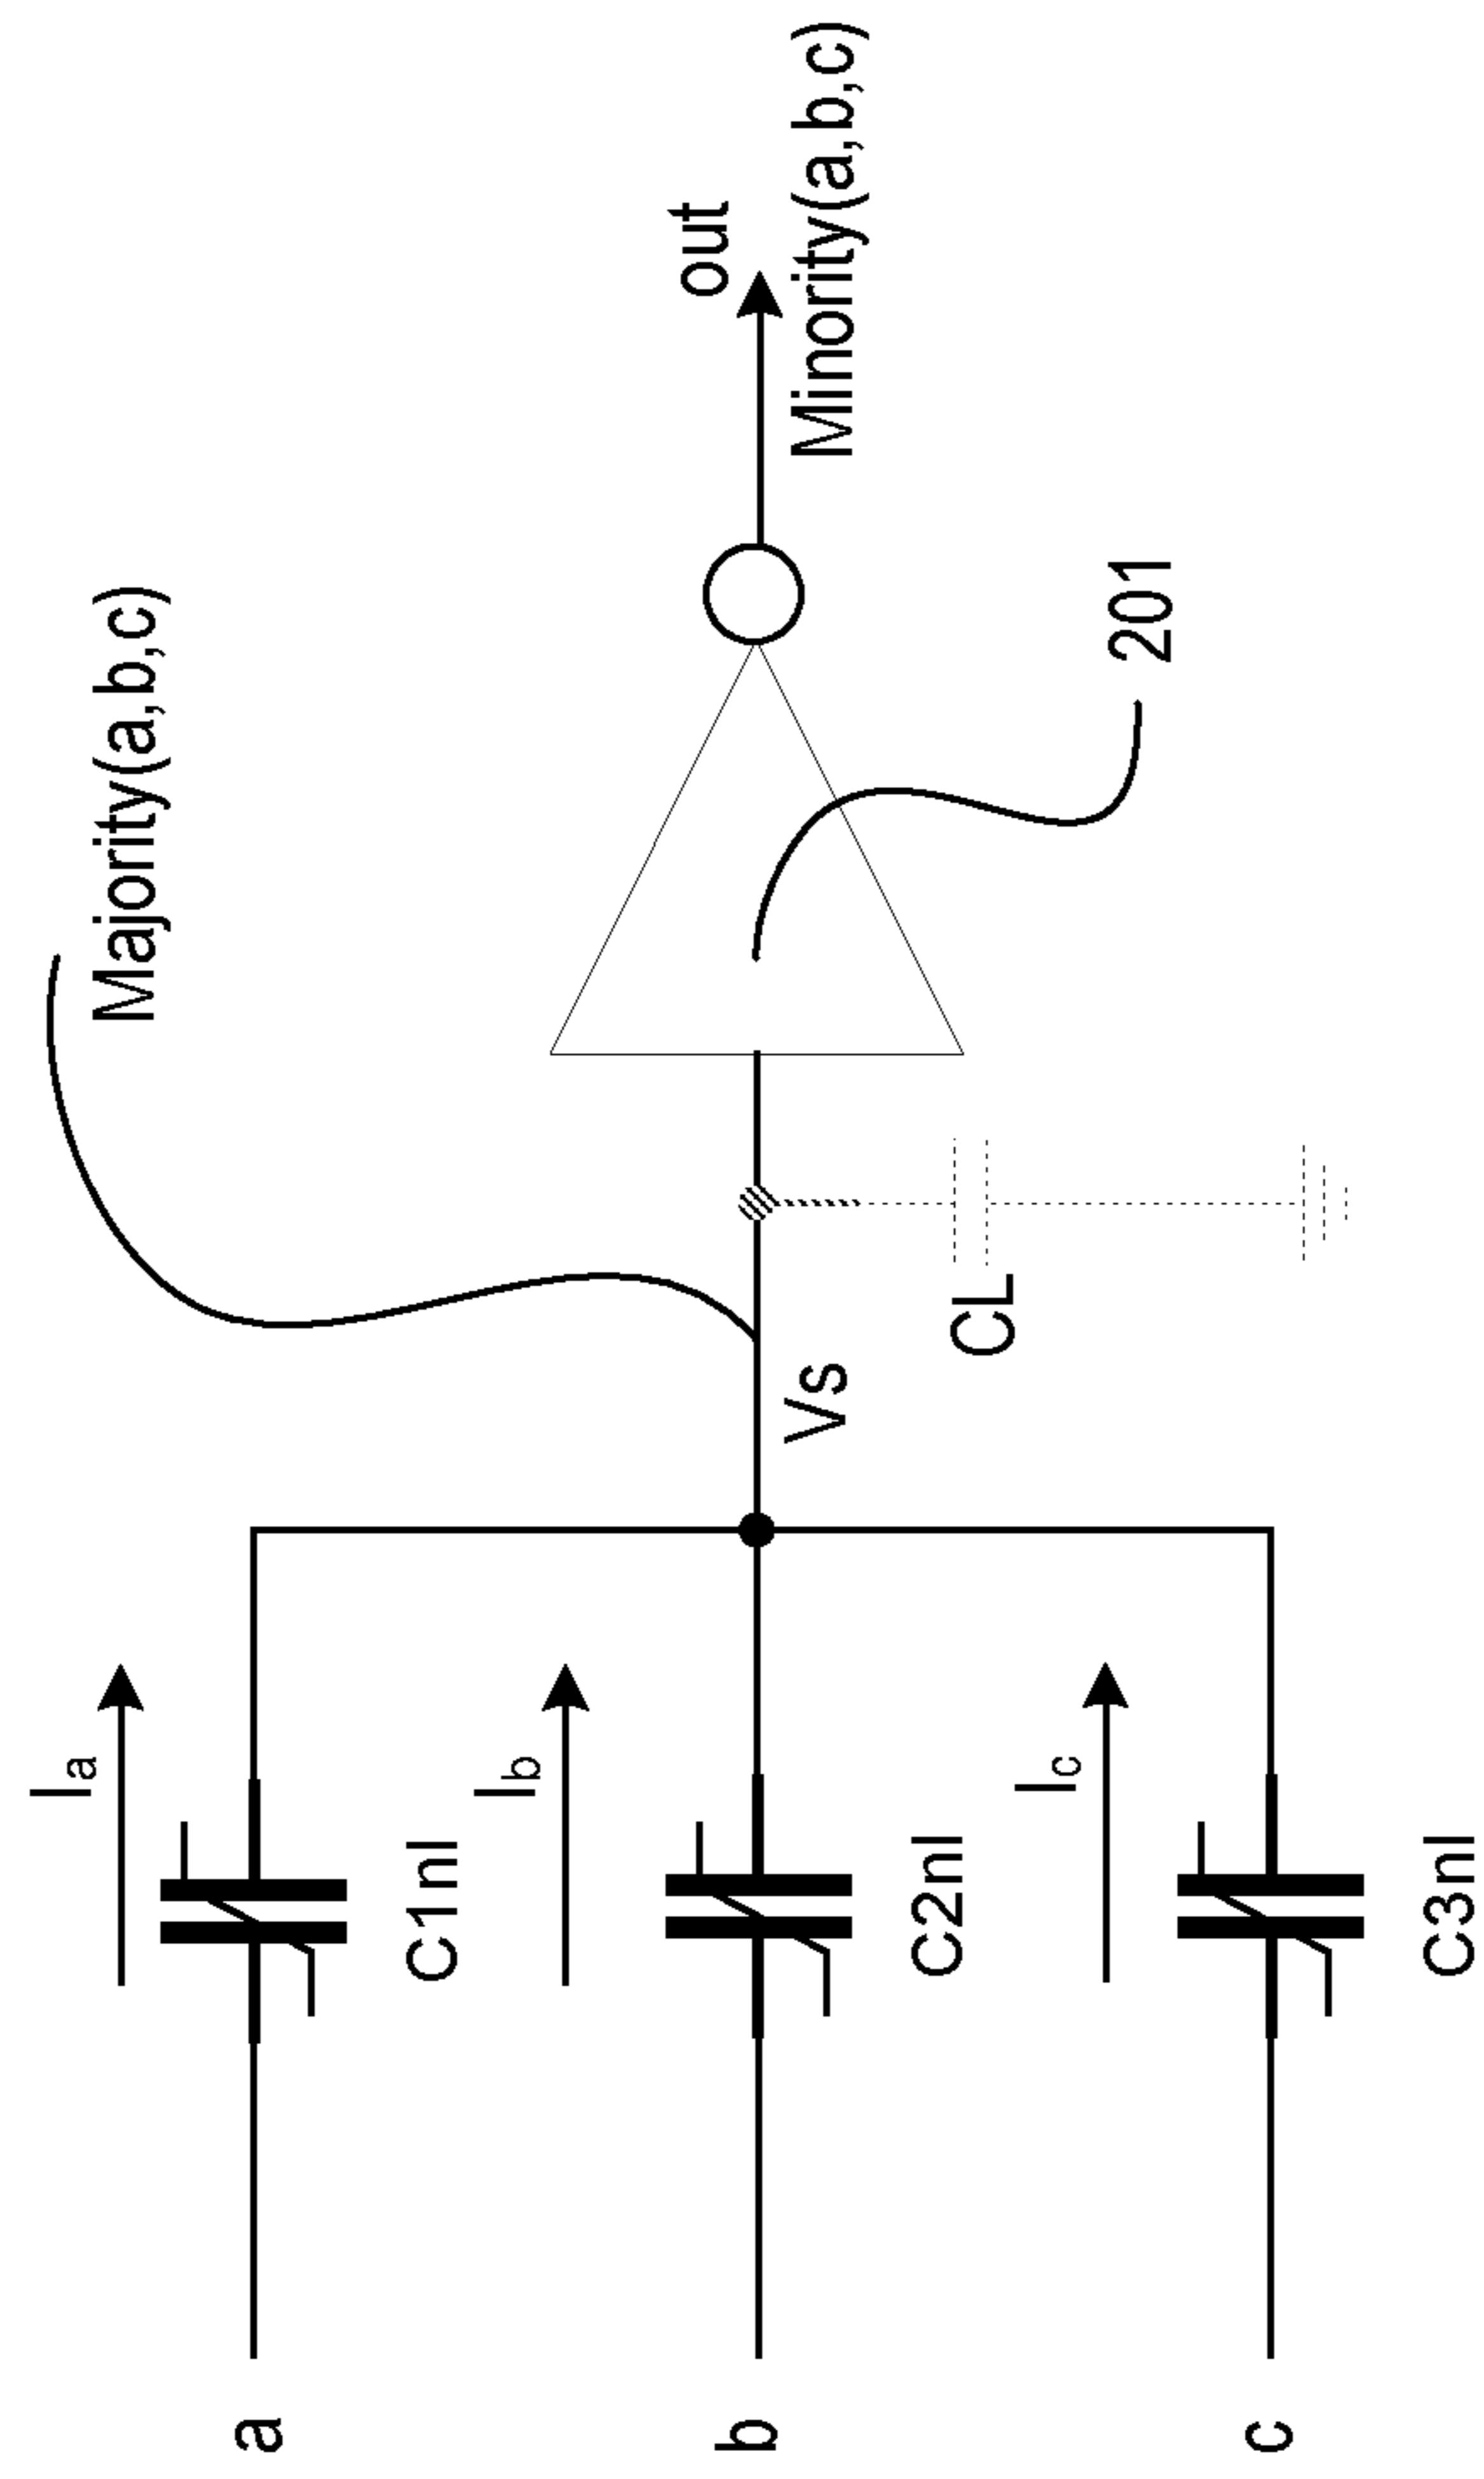 Majority(a,b,c)
Ia
a
C1nl
out
Ib
Vs
b
Minority(a,b,c)
C2nl
CL
201
Ic
c
C3nl